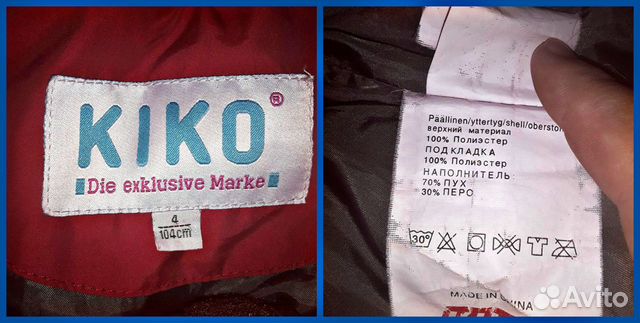 KIKO®
Die exklusive Marke
4
104cm
Päällinen/yttertyg/shell/oberstof
верхний материал
100% Полиэстер
ПОДКЛАДКА
100% Полиэстер
НАПОЛНИТЕЛЬ:
70% ПУХ
30% ПЕРО
30°
MADE IN CHINA
Avito